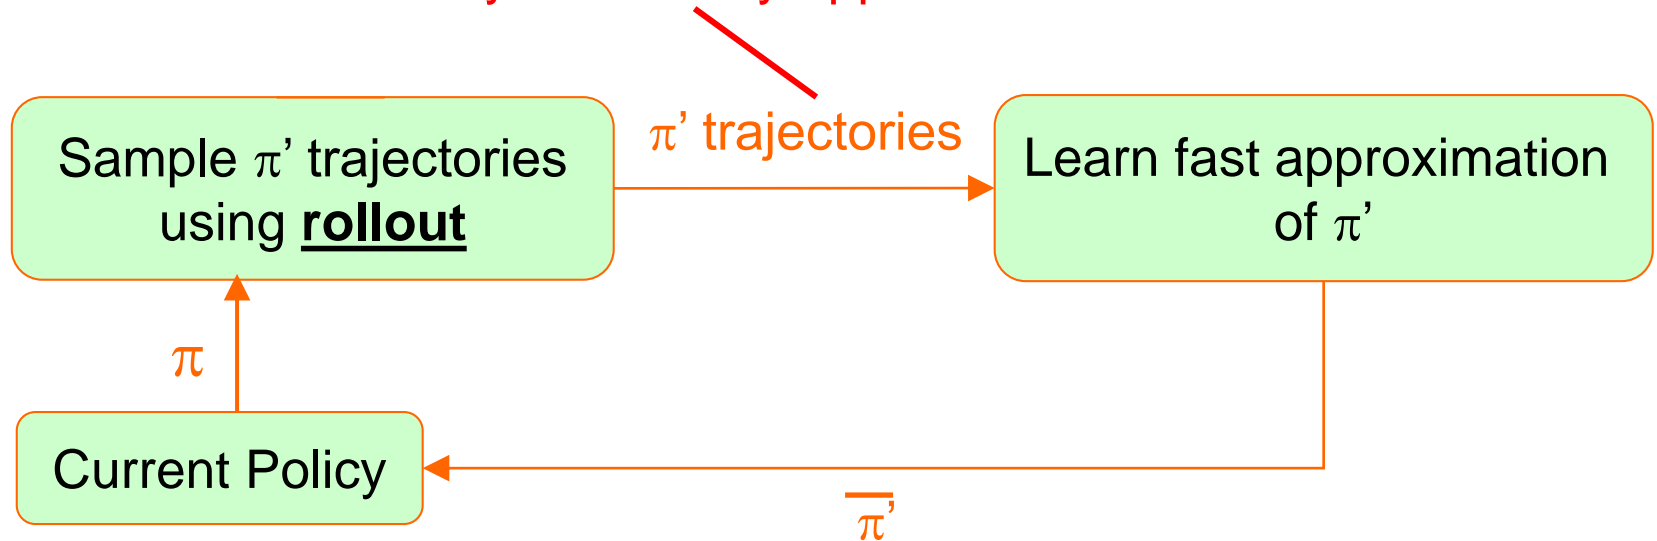 π’ trajectories
Sample π’ trajectories
using rollout
Learn fast approximation
of π’
π
Current Policy
π̅’